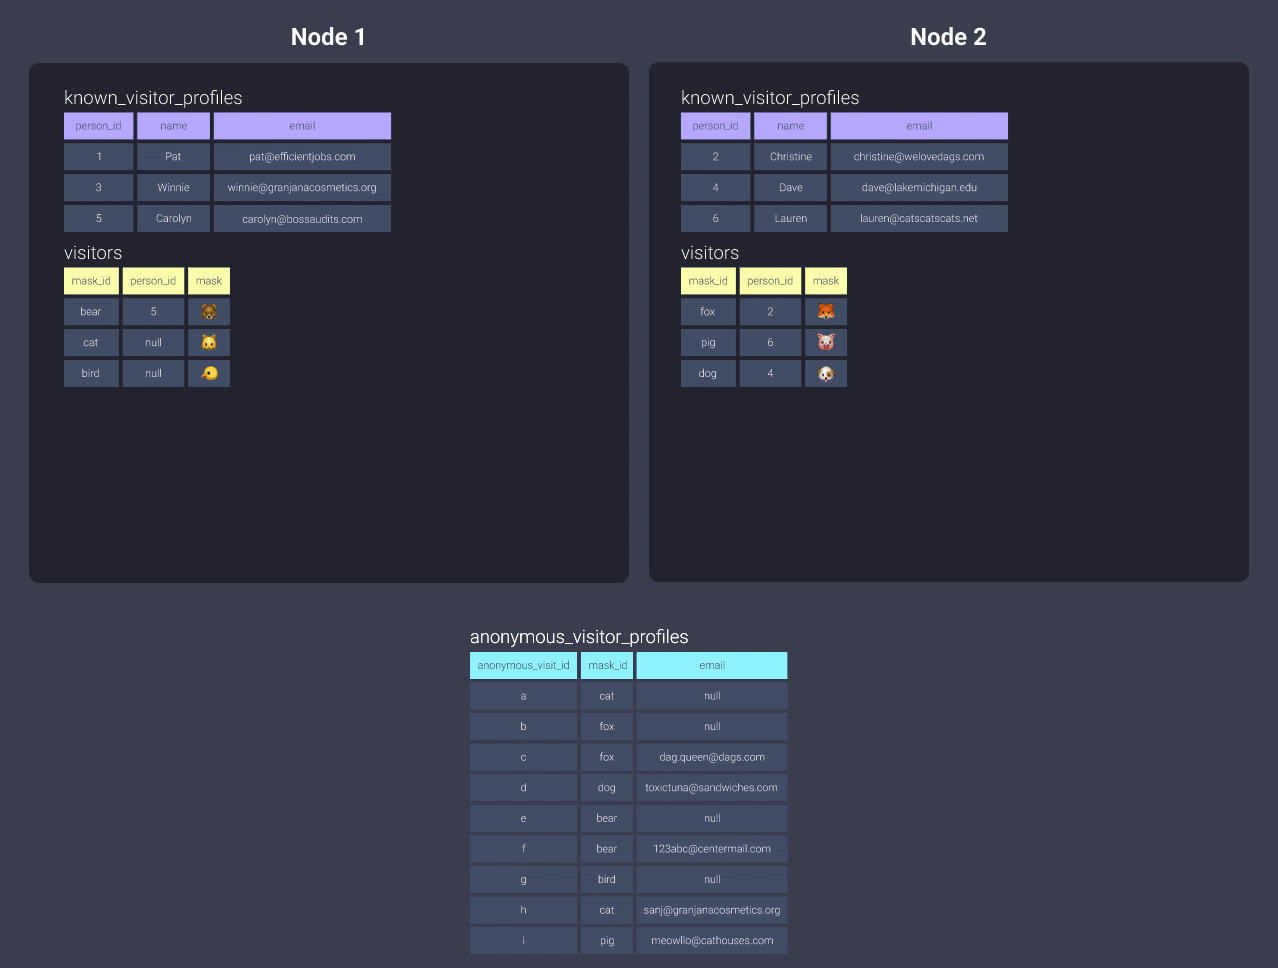 Node 1
Node 2
known_visitor_profiles
person_id name email
1 Pat pat@efficientjobs.com
3 Winnie winnie@granjanacosmetics.org
5 Carolyn carolyn@bossaudits.com
visitors
mask_id person_id mask
bear 5
cat null
bird null
known_visitor_profiles
person_id name email
2 Christine christine@welovedags.com
4 Dave dave@lakemichigan.edu
6 Lauren lauren@catscatscats.net
visitors
mask_id person_id mask
fox 2
pig 6
dog 4
anonymous_visitor_profiles
anonymous_visit_id mask_id email
a cat null
b fox null
c fox dag.queen@dags.com
d dog toxictuna@sandwiches.com
e bear null
f bear 123abc@centermail.com
g bird null
h cat sanj@granjanacosmetics.org
i pig meowllo@cathouses.com